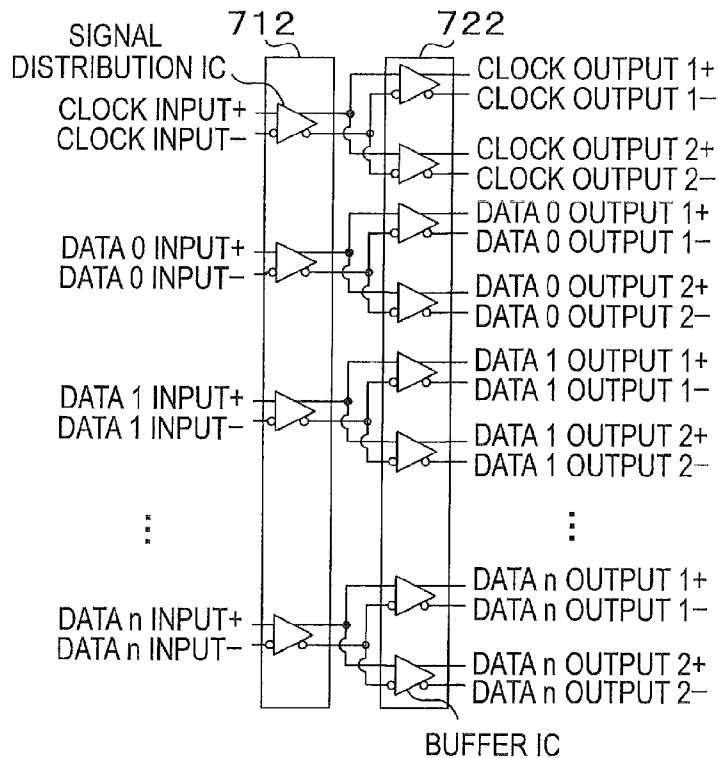 712
722
SIGNAL
DISTRIBUTION IC
CLOCK INPUT+
CLOCK INPUT−
CLOCK OUTPUT 1+
CLOCK OUTPUT 1−
CLOCK OUTPUT 2+
CLOCK OUTPUT 2−
DATA 0 INPUT+
DATA 0 INPUT−
DATA 0 OUTPUT 1+
DATA 0 OUTPUT 1−
DATA 0 OUTPUT 2+
DATA 0 OUTPUT 2−
DATA 1 INPUT+
DATA 1 INPUT−
DATA 1 OUTPUT 1+
DATA 1 OUTPUT 1−
DATA 1 OUTPUT 2+
DATA 1 OUTPUT 2−
DATA n INPUT+
DATA n INPUT−
DATA n OUTPUT 1+
DATA n OUTPUT 1−
DATA n OUTPUT 2+
DATA n OUTPUT 2−
BUFFER IC